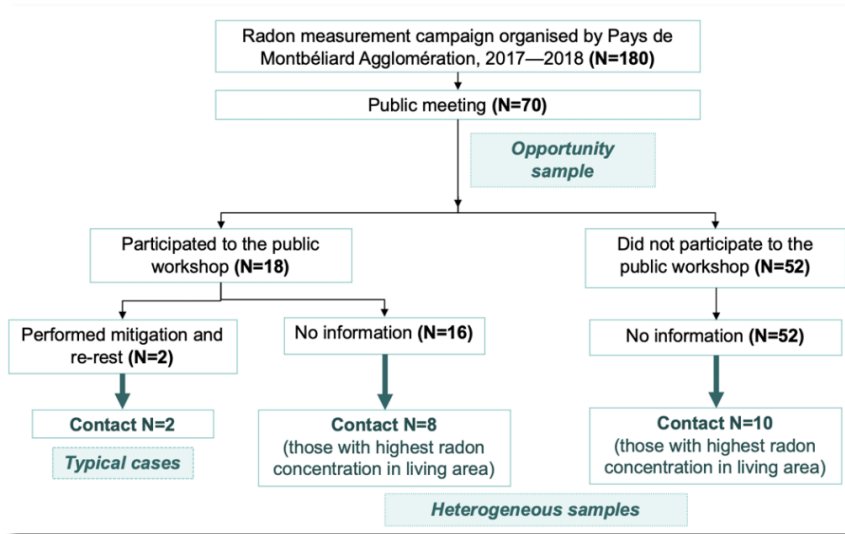 Radon measurement campaign organised by Pays de
Montbéliard Agglomération, 2017—2018 (N=180)
Public meeting (N=70)
Opportunity
sample
Participated to the public
workshop (N=18)
Did not participate to the
public workshop (N=52)
Performed mitigation and
re-rest (N=2)
No information (N=16)
No information (N=52)
Contact N=2
Typical cases
Contact N=8
(those with highest radon
concentration in living area)
Contact N=10
(those with highest radon
concentration in living area)
Heterogeneous samples